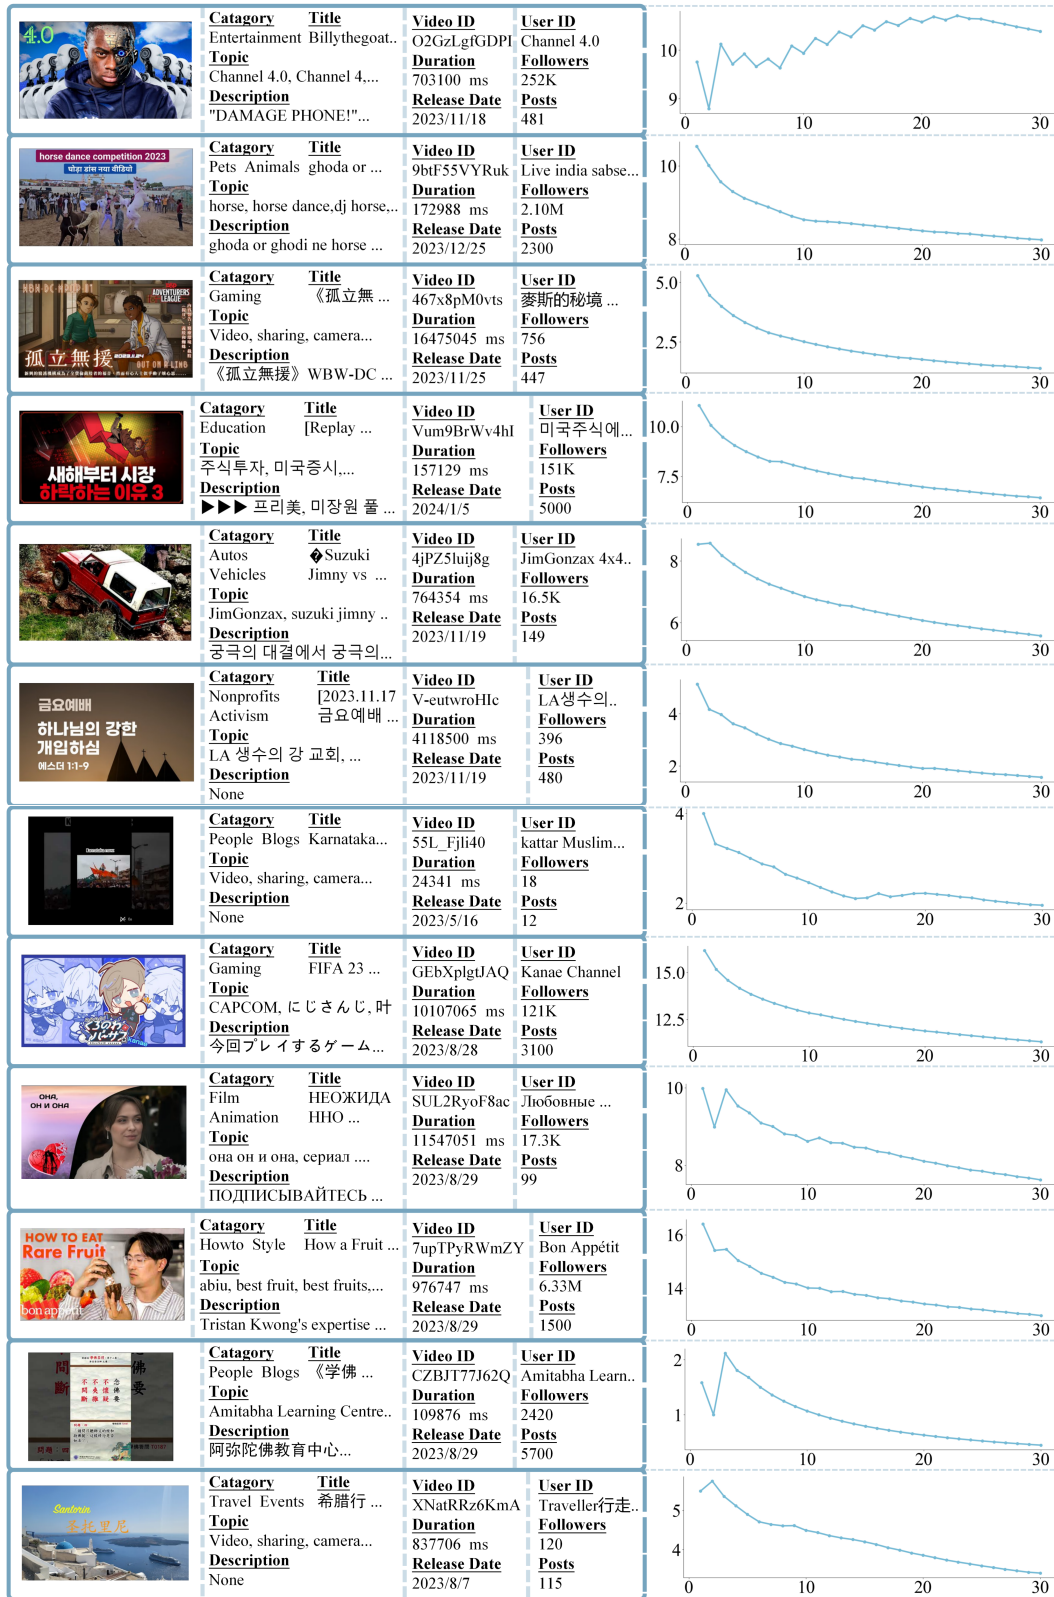 4.0
Catagory Title
Entertainment Billythegoat..
Topic
Channel 4.0, Channel 4,...
Description
"DAMAGE PHONE!"...
Video ID
O2GzLgfGDPI
Duration
703100 ms
Release Date
2023/11/18
User ID
Channel 4.0
Followers
252K
Posts
481
10
9
0 10 20 30
horse dance competition 2023
घोड़ा डांस नया वीडियो
Catagory Title
Pets Animals ghoda or ...
Topic
horse, horse dance,dj horse,..
Description
ghoda or ghodi ne horse ...
Video ID
9btF55VYRuk
Duration
172988 ms
Release Date
2023/12/25
User ID
Live india sabse...
Followers
2.10M
Posts
2300
10
8
0 10 20 30
ADVENTURERS
LEAGUE
孤立無援
OUT ON A LIMB
Catagory Title
Gaming 《孤立無 ...
Topic
Video, sharing, camera...
Description
《孤立無援》WBW-DC ...
Video ID
467x8pM0vts
Duration
16475045 ms
Release Date
2023/11/25
User ID
麥斯的秘境 ...
Followers
756
Posts
447
5.0
2.5
0 10 20 30
새해부터 시장
하락하는 이유 3
Catagory Title
Education [Replay ...
Topic
주식투자, 미국증시,...
Description
▶▶▶ 프리美, 미장원 풀 ...
Video ID
Vum9BrWv4hI
Duration
157129 ms
Release Date
2024/1/5
User ID
미국주식에...
Followers
151K
Posts
5000
10.0
7.5
0 10 20 30
Catagory Title
Autos �Suzuki
Vehicles Jimny vs ...
Topic
JimGonzax, suzuki jimny ..
Description
궁극의 대결에서 궁극의...
Video ID
4jPZ5luij8g
Duration
764354 ms
Release Date
2023/11/19
User ID
JimGonzax 4x4..
Followers
16.5K
Posts
149
8
6
0 10 20 30
금요예배
하나님의 강한
개입하심
에스더 1:1-9
Catagory Title
Nonprofits [2023.11.17
Activism 금요예배 ...
Topic
LA 생수의 강 교회, ...
Description
None
Video ID
V-eutwroHIc
Duration
4118500 ms
Release Date
2023/11/19
User ID
LA생수의..
Followers
396
Posts
480
4
2
0 10 20 30
Catagory Title
People Blogs Karnataka...
Topic
Video, sharing, camera...
Description
None
Video ID
55L_Fjli40
Duration
24341 ms
Release Date
2023/5/16
User ID
kattar Muslim...
Followers
18
Posts
12
4
2
0 10 20 30
kanae
Catagory Title
Gaming FIFA 23 ...
Topic
CAPCOM, にじさんじ, 叶
Description
今回プレイするゲーム...
Video ID
GEbXplgtJAQ
Duration
10107065 ms
Release Date
2023/8/28
User ID
Kanae Channel
Followers
121K
Posts
3100
15.0
12.5
0 10 20 30
ОНА,
ОН И ОНА
Catagory Title
Film НЕОЖИДА
Animation ННО ...
Topic
она он и она, сериал ....
Description
ПОДПИСЫВАЙТЕСЬ ...
Video ID
SUL2RyoF8ac
Duration
11547051 ms
Release Date
2023/8/29
User ID
Любовные ...
Followers
17.3K
Posts
99
10
8
0 10 20 30
HOW TO EAT
Rare Fruit
bon appétit
Catagory Title
Howto Style How a Fruit ...
Topic
abiu, best fruit, best fruits,...
Description
Tristan Kwong's expertise ...
Video ID
7upTPyRWmZY
Duration
976747 ms
Release Date
2023/8/29
User ID
Bon Appétit
Followers
6.33M
Posts
1500
16
14
0 10 20 30
Catagory Title
People Blogs 《学佛 ...
Topic
Amitabha Learning Centre..
Description
阿弥陀佛教育中心...
Video ID
CZBJT77J62Q
Duration
109876 ms
Release Date
2023/8/29
User ID
Amitabha Learn..
Followers
2420
Posts
5700
2
1
0 10 20 30
Santorin
圣托里尼
Catagory Title
Travel Events 希腊行 ...
Topic
Video, sharing, camera...
Description
None
Video ID
XNatRRz6KmA
Duration
837706 ms
Release Date
2023/8/7
User ID
Traveller行走..
Followers
120
Posts
115
5
4
0 10 20 30